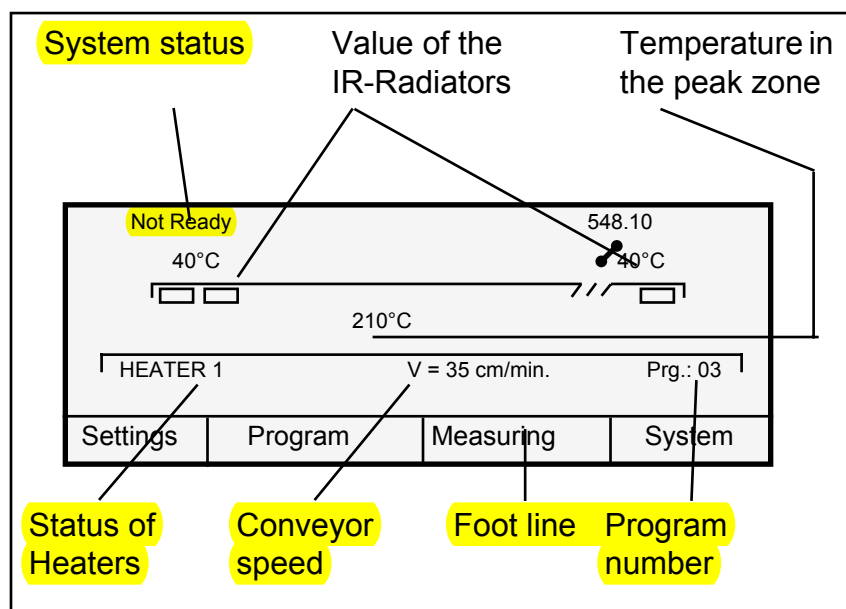 System status
Value of the
IR-Radiators
Temperature in
the peak zone
Not Ready
548.10
40°C
40°C
210°C
HEATER 1
V = 35 cm/min.
Prg.: 03
Settings
Program
Measuring
System
Status of
Heaters
Conveyor
speed
Foot line
Program
number